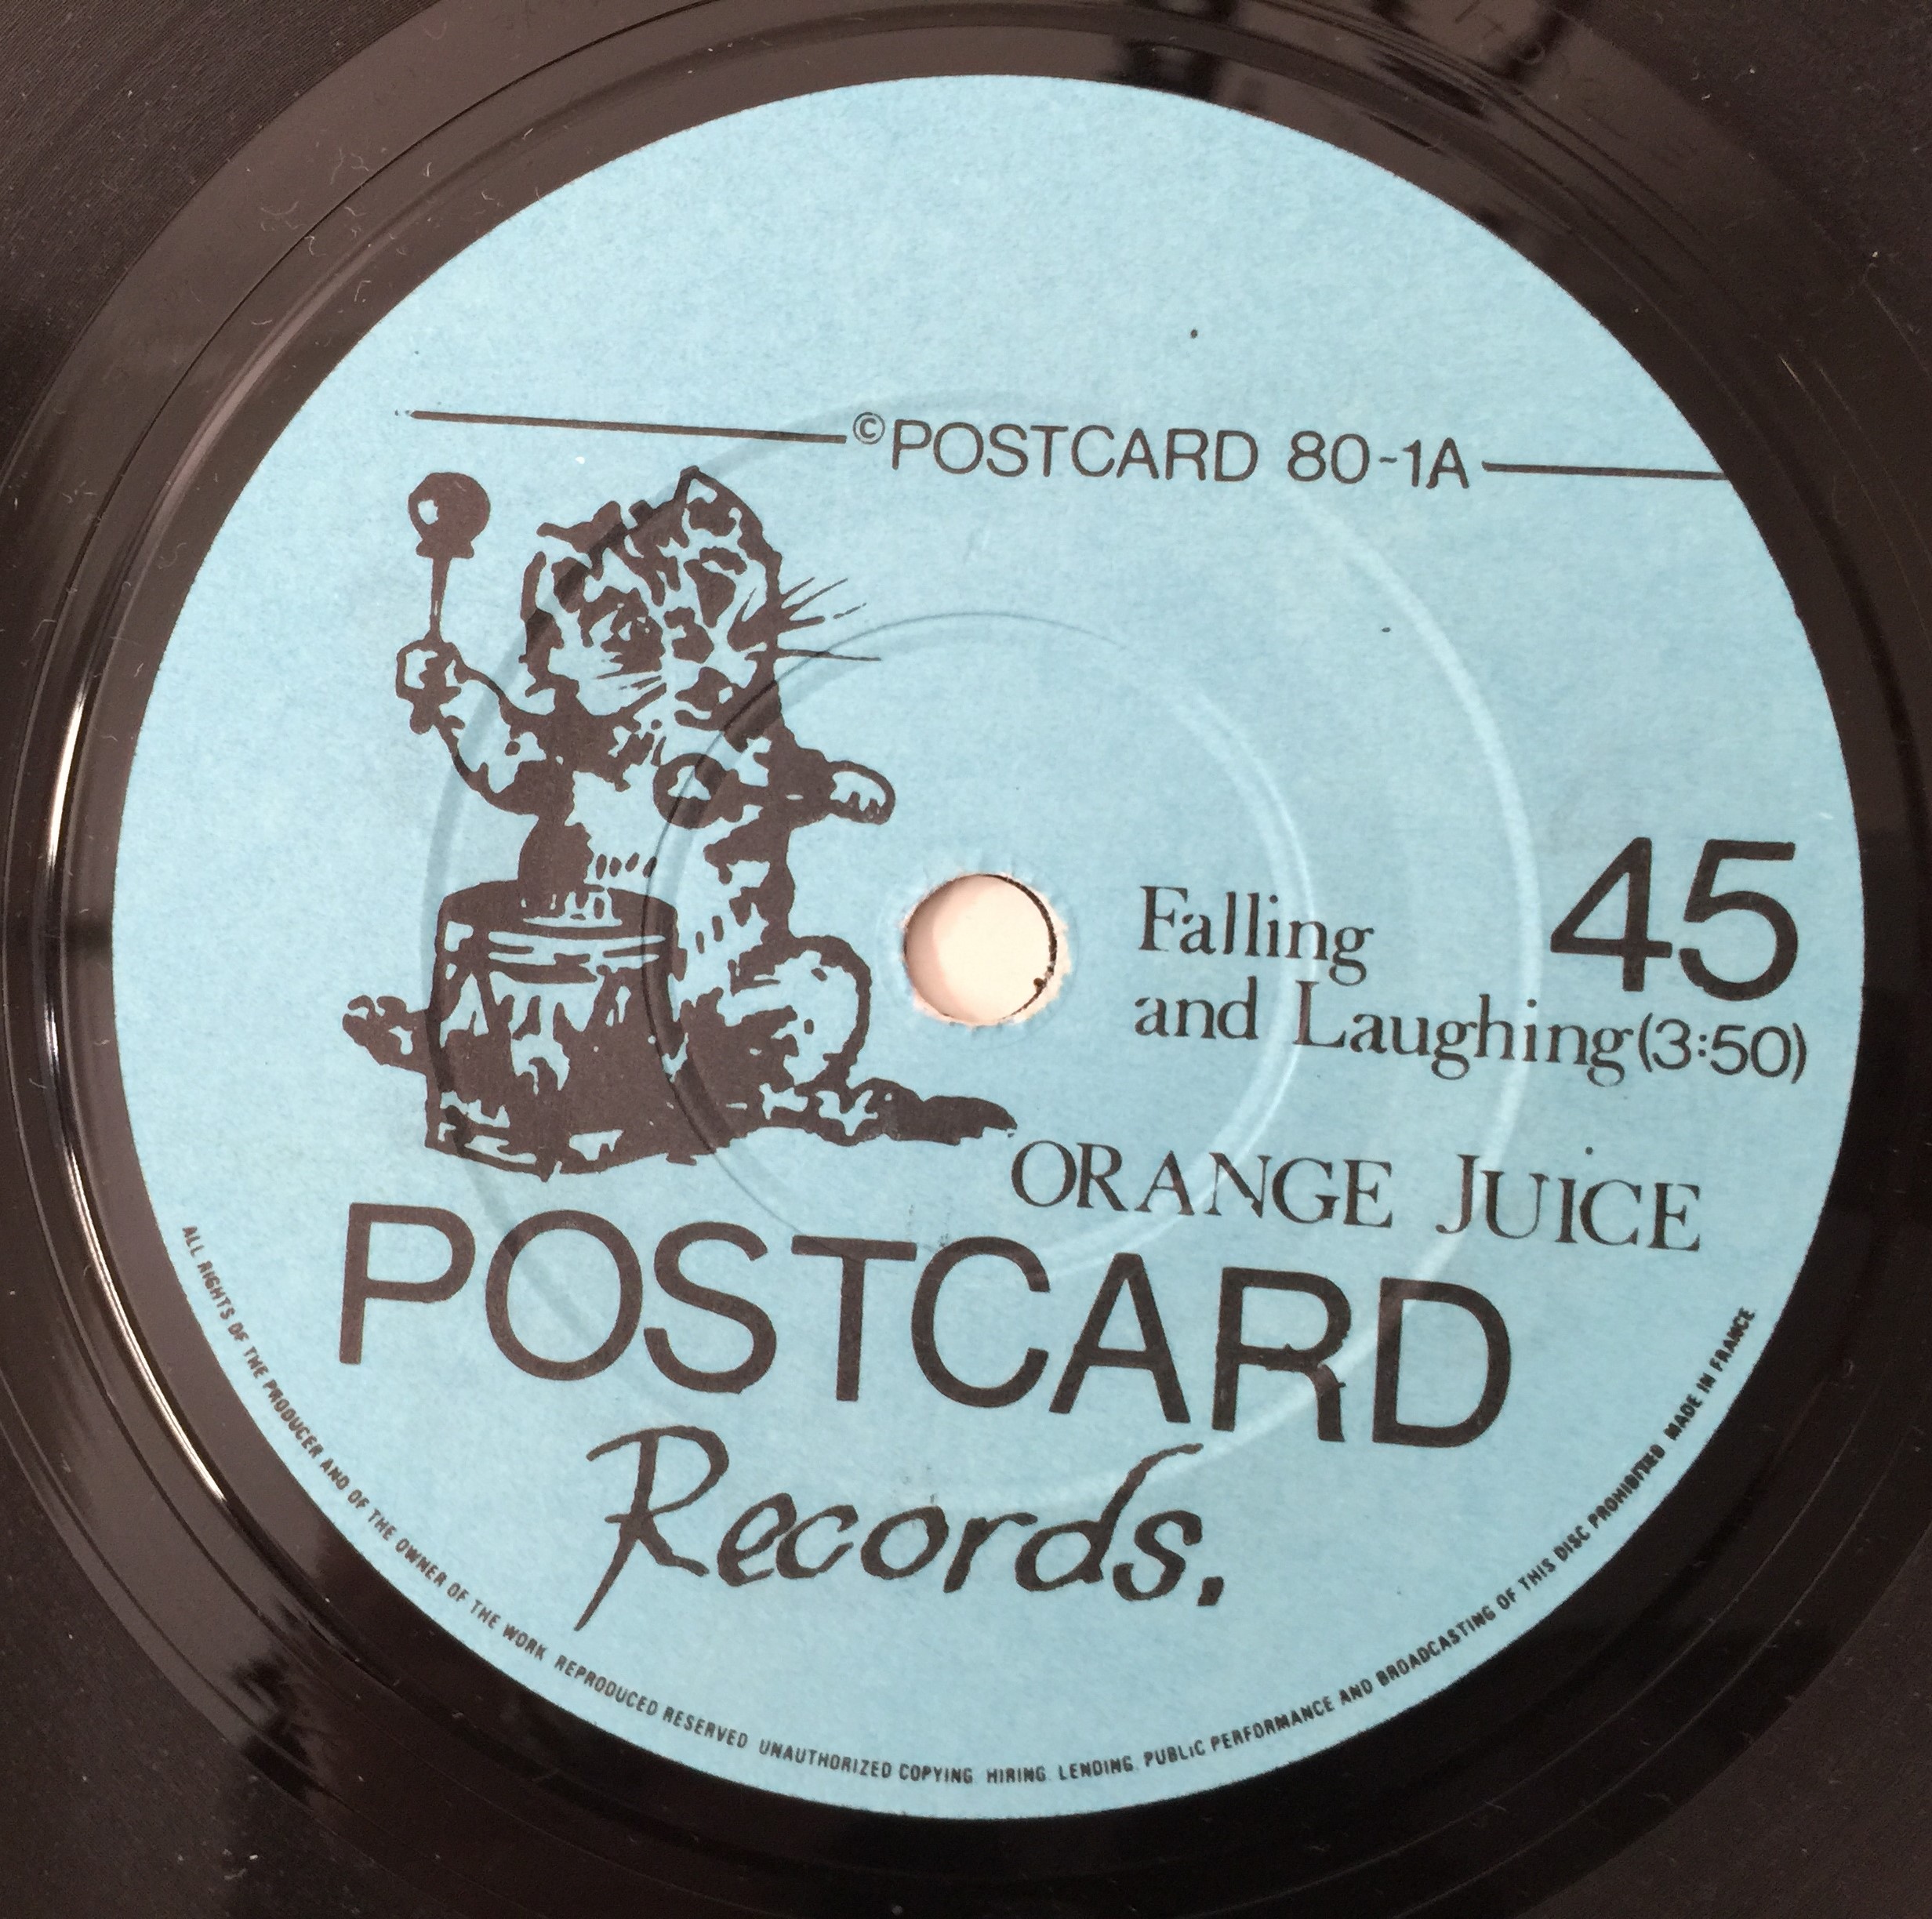 ©POSTCARD 80-1A
45
Falling
and Laughing (3:50)
ORANGE JUICE
POSTCARD
Records.
ALL RIGHTS OF THE PRODUCER AND OF THE OWNER OF THE WORK REPRODUCED RESERVED UNAUTHORIZED COPYING HIRING LENDING PUBLIC PERFORMANCE AND BROADCASTING OF THIS DISC PROHIBITED MADE IN FRANCE